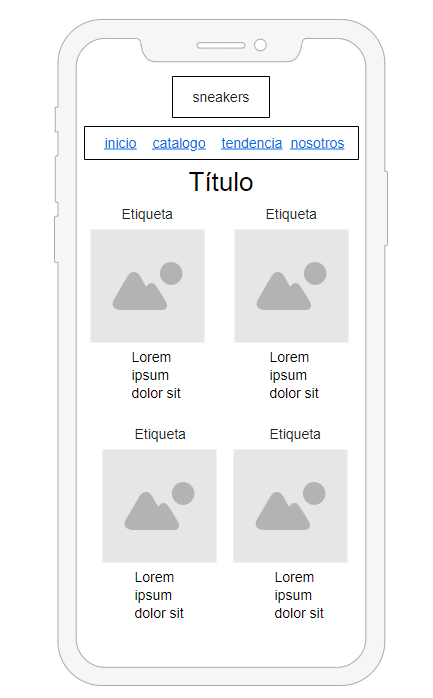 sneakers
inicio catalogo tendencia nosotros
Título
Etiqueta Etiqueta
Lorem Lorem
ipsum ipsum
dolor sit dolor sit
Etiqueta Etiqueta
Lorem Lorem
ipsum ipsum
dolor sit dolor sit